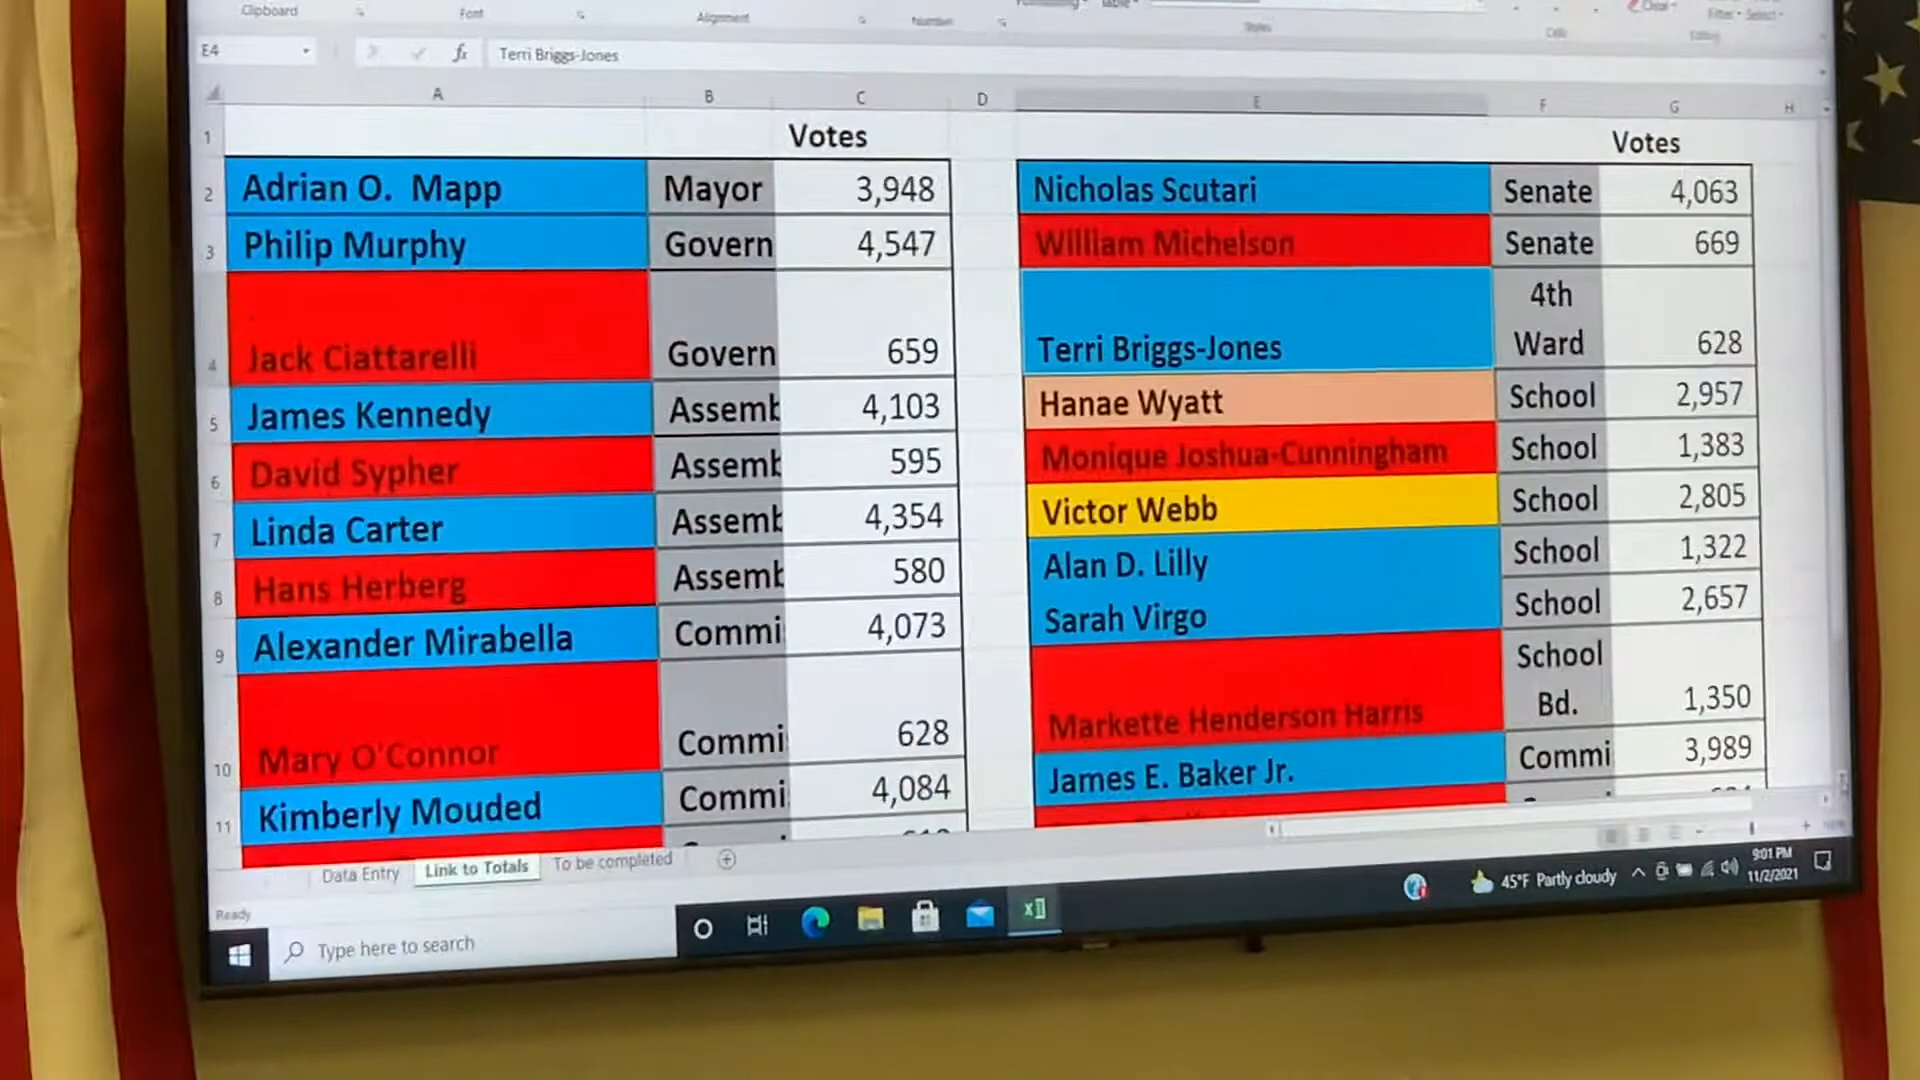 Clipboard
Font
Alignment
Number
Styles
Cells
Editing
Clear
Filter Select
E4
fx
Terri Briggs-Jones
A B C D E F G H
1 Votes Votes
2 Adrian O. Mapp Mayor 3,948 Nicholas Scutari Senate 4,063
3 Philip Murphy Govern 4,547 William Michelson Senate 669
4 Jack Ciattarelli Govern 659 Terri Briggs-Jones 4th Ward 628
5 James Kennedy Assemb 4,103 Hanae Wyatt School 2,957
6 David Sypher Assemb 595 Monique Joshua-Cunningham School 1,383
7 Linda Carter Assemb 4,354 Victor Webb School 2,805
8 Hans Herberg Assemb 580 Alan D. Lilly School 1,322
9 Alexander Mirabella Commi 4,073 Sarah Virgo School 2,657
10 Mary O'Connor Commi 628 Markette Henderson Harris School Bd. 1,350
11 Kimberly Mouded Commi 4,084 James E. Baker Jr. Commi 3,989
Data Entry Link to Totals To be completed
Ready
Type here to search
45°F Partly cloudy
9:01 PM
11/2/2021